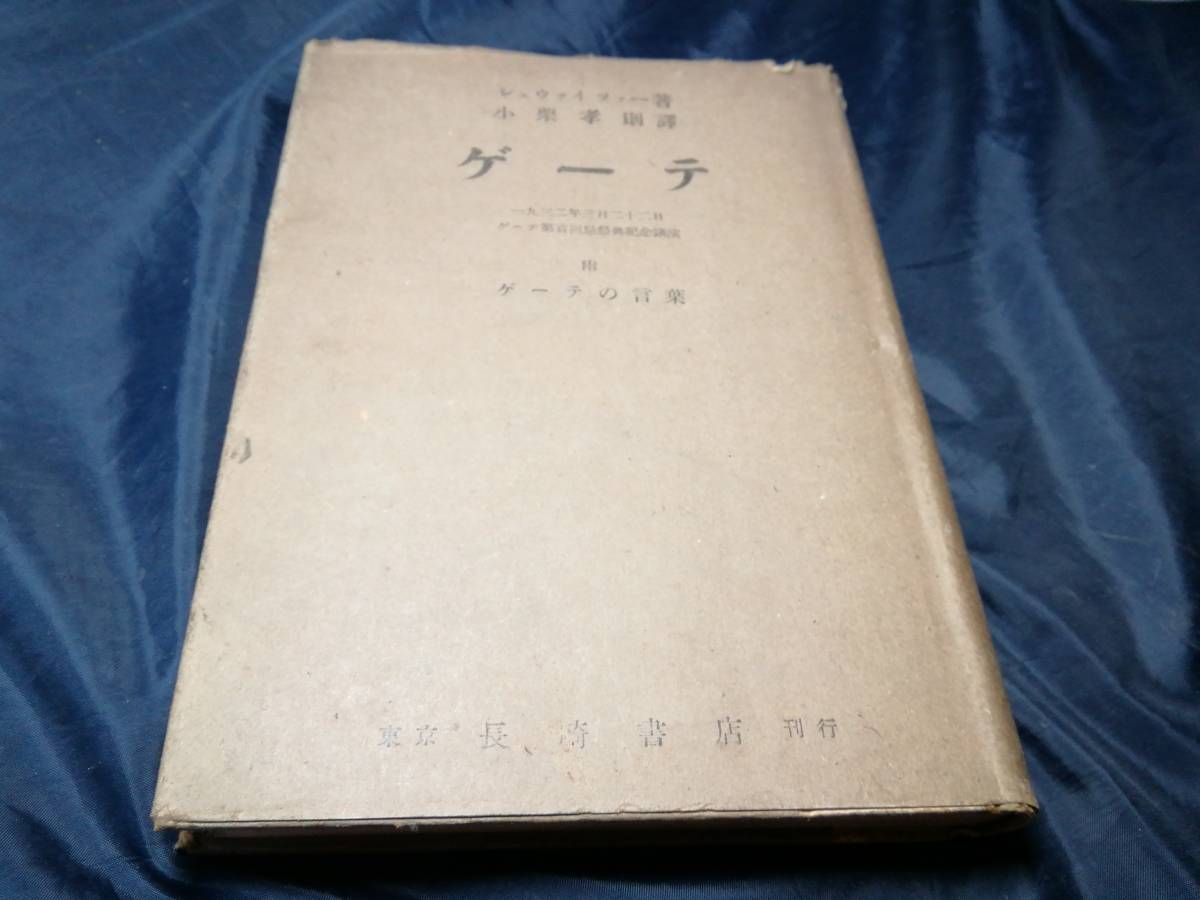 シュヴァイツァー著
小栗孝則譯
ゲーテ
一九三二年三月二十二日
ゲーテ第百回忌祭典紀念講演
附
ゲーテの言葉
東京 長崎書店 刊行